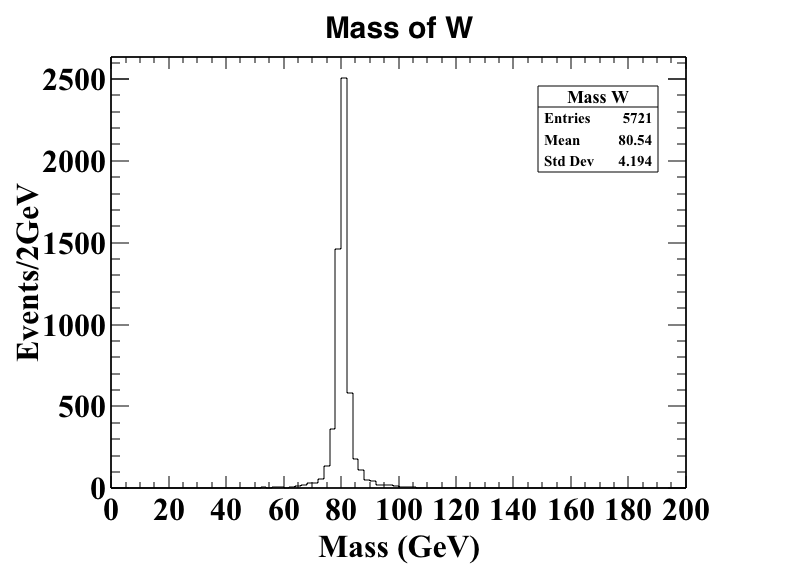 Mass of W
Events/2GeV
2500
2000
1500
1000
500
0
Mass W
Entries 5721
Mean 80.54
Std Dev 4.194
0 20 40 60 80 100 120 140 160 180 200
Mass (GeV)